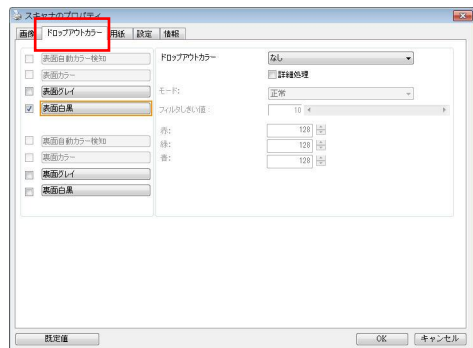 スキャナのプロパティ
画像 ドロップアウトカラー 用紙 設定 情報
表面自動カラー検知
表面カラー
表面グレイ
表面白黒
裏面自動カラー検知
裏面カラー
裏面グレイ
裏面白黒
ドロップアウトカラー なし
詳細処理
モード: 正常
フィルタしきい値: 10
赤: 128
緑: 128
青: 128
既定値 OK キャンセル